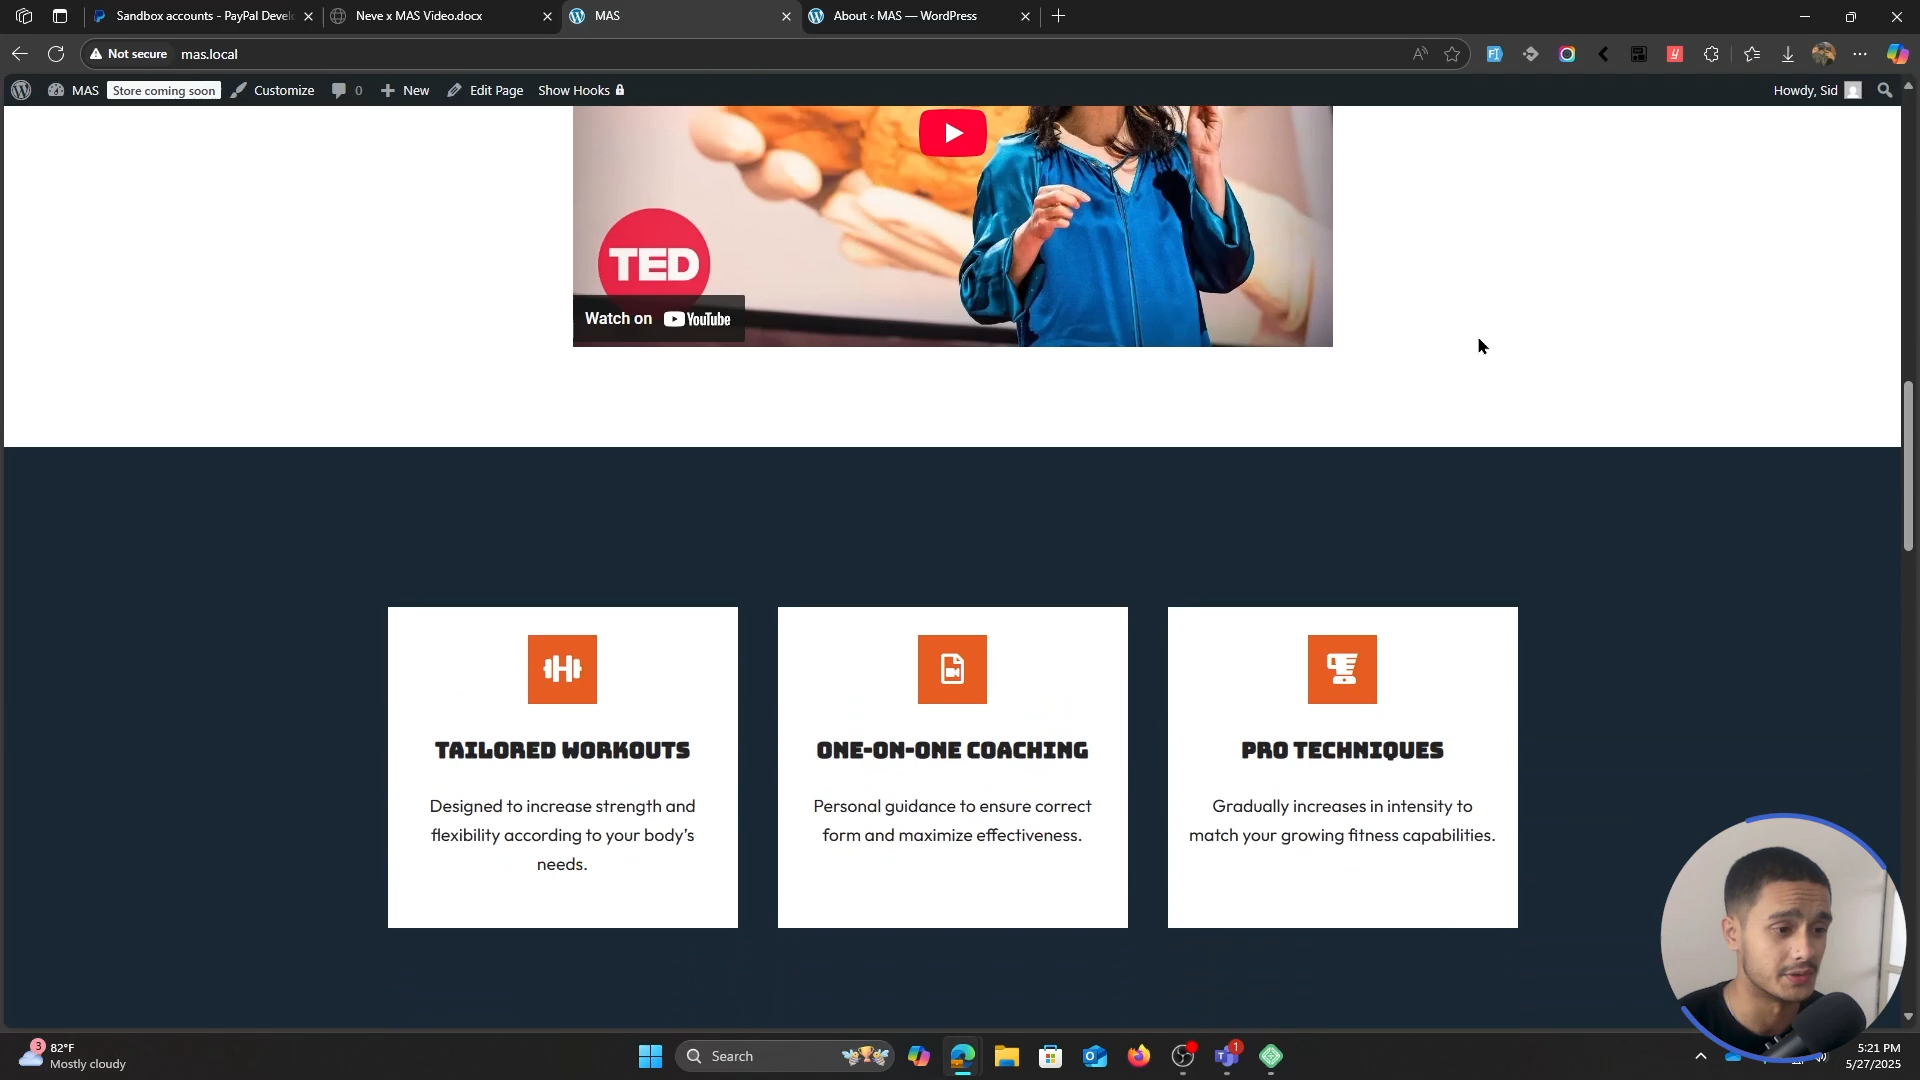 Sandbox accounts - PayPal Develo
Neve x MAS Video.docx
MAS
About ‹ MAS — WordPress
Not secure
mas.local
MAS
Store coming soon
Customize
0
New
Edit Page
Show Hooks
Howdy, Sid
TED
Watch on YouTube
TAILORED WORKOUTS
Designed to increase strength and
flexibility according to your body’s
needs.
ONE-ON-ONE COACHING
Personal guidance to ensure correct
form and maximize effectiveness.
PRO TECHNIQUES
Gradually increases in intensity to
match your growing fitness capabilities.
3
82°F
Mostly cloudy
Search
1
5:21 PM
5/27/2025